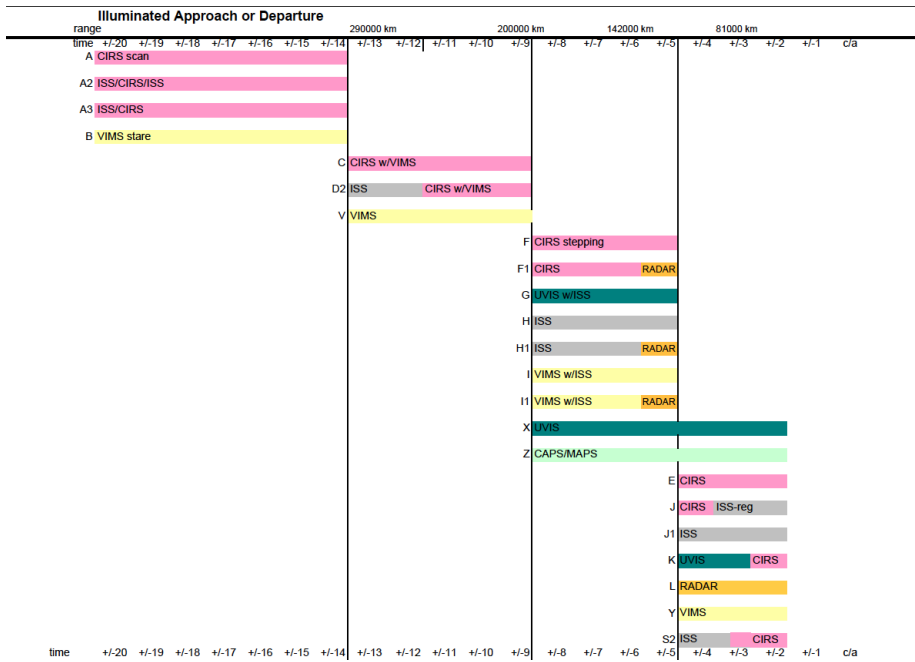 Illuminated Approach or Departure
range 290000 km 200000 km 142000 km 81000 km
time +/-20 +/-19 +/-18 +/-17 +/-16 +/-15 +/-14 +/-13 +/-12 +/-11 +/-10 +/-9 +/-8 +/-7 +/-6 +/-5 +/-4 +/-3 +/-2 +/-1 c/a
A CIRS scan
A2 ISS/CIRS/ISS
A3 ISS/CIRS
B VIMS stare
C CIRS w/VIMS
D2 ISS CIRS w/VIMS
V VIMS
F CIRS stepping
F1 CIRS RADAR
G UVIS w/ISS
H ISS
H1 ISS RADAR
I VIMS w/ISS
I1 VIMS w/ISS RADAR
X UVIS
Z CAPS/MAPS
E CIRS
J CIRS ISS-reg
J1 ISS
K UVIS CIRS
L RADAR
Y VIMS
S2 ISS CIRS
time +/-20 +/-19 +/-18 +/-17 +/-16 +/-15 +/-14 +/-13 +/-12 +/-11 +/-10 +/-9 +/-8 +/-7 +/-6 +/-5 +/-4 +/-3 +/-2 +/-1 c/a